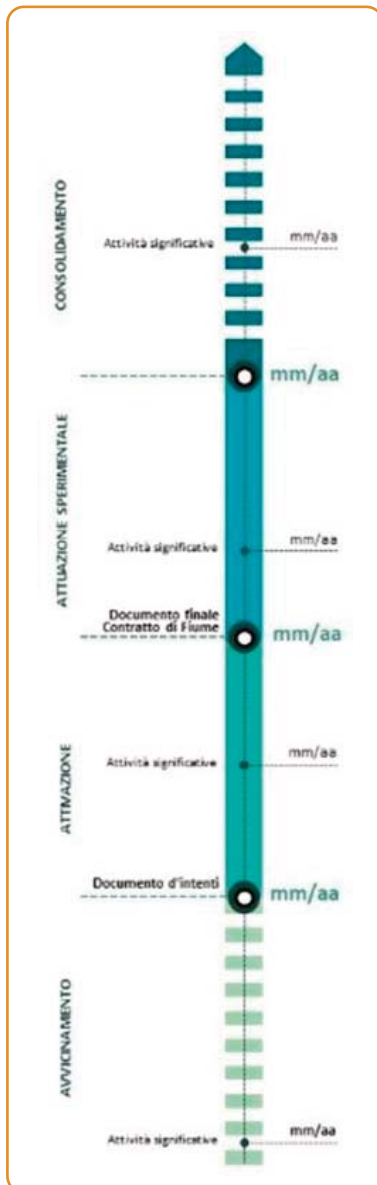 CONSOLIDAMENTO
Attività significative
mm/aa
mm/aa
ATTUAZIONE SPERIMENTALE
Attività significative
mm/aa
Documento finale
Contratto di Fiume
mm/aa
ATTIVAZIONE
Attività significative
mm/aa
Documento d'intenti
mm/aa
AVVICINAMENTO
Attività significative
mm/aa